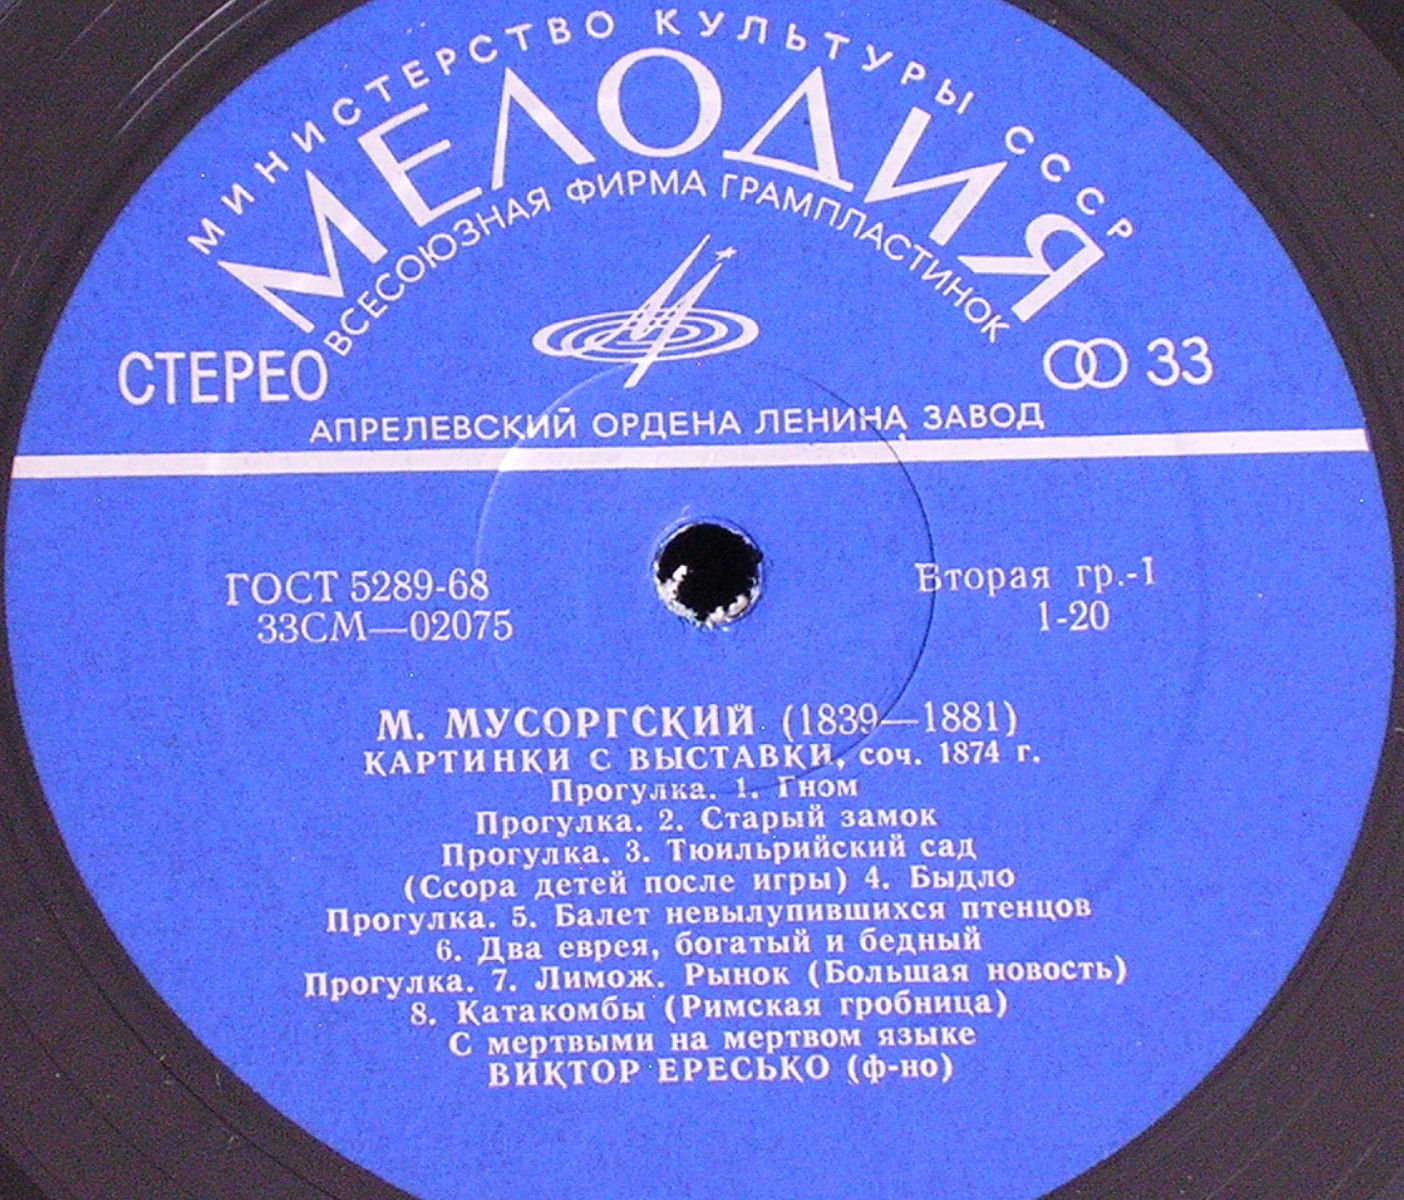 МИНИСТЕРСТВО КУЛЬТУРЫ СССР
МЕЛОДИЯ
ВСЕСОЮЗНАЯ ФИРМА ГРАМПЛАСТИНОК
СТЕРЕО
33
АПРЕЛЕВСКИЙ ОРДЕНА ЛЕНИНА ЗАВОД
ГОСТ 5289-68
33СМ—02075
Вторая гр.-1
1-20
М. МУСОРГСКИЙ (1839—1881)
КАРТИНКИ С ВЫСТАВКИ, соч. 1874 г.
Прогулка. 1. Гном
Прогулка. 2. Старый замок
Прогулка. 3. Тюильрийский сад
(Ссора детей после игры) 4. Быдло
Прогулка. 5. Балет невылупившихся птенцов
6. Два еврея, богатый и бедный
Прогулка. 7. Лимож. Рынок (Большая новость)
8. Катакомбы (Римская гробница)
С мертвыми на мертвом языке
ВИКТОР ЕРЕСЬКО (ф-но)